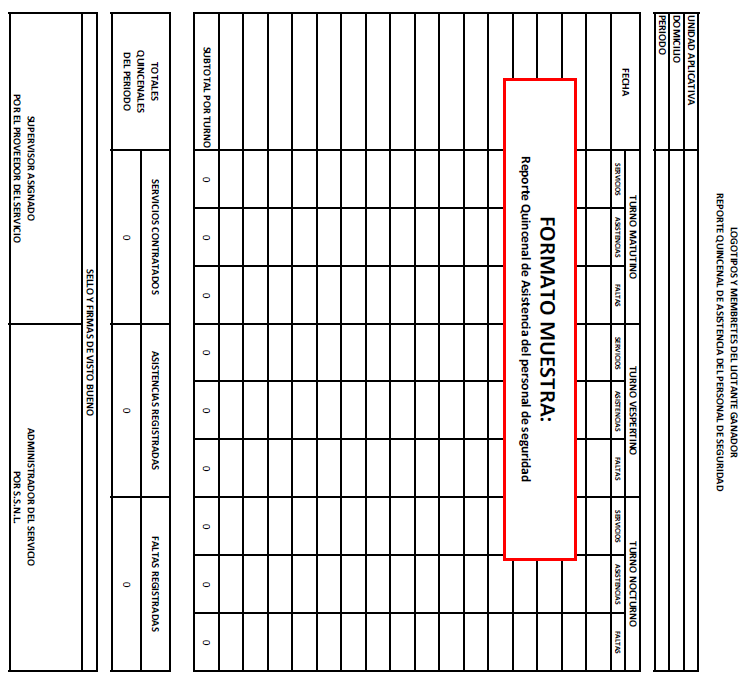 LOGOTIPOS Y MEMBRETES DEL LICITANTE GANADOR
REPORTE QUINCENAL DE ASISTENCIA DEL PERSONAL DE SEGURIDAD
UNIDAD APLICATIVA
DOMICILIO
PERIODO
FECHA
TURNO MATUTINO
TURNO VESPERTINO
TURNO NOCTURNO
SERVICIOS ASISTENCIAS FALTAS SERVICIOS ASISTENCIAS FALTAS SERVICIOS ASISTENCIAS FALTAS
FORMATO MUESTRA:
Reporte Quincenal de Asistencia del personal de seguridad
SUBTOTAL POR TURNO 0 0 0 0 0 0 0 0 0
TOTALES
QUINCENALES
DEL PERIODO
SERVICIOS CONTRATADOS
ASISTENCIAS REGISTRADAS
FALTAS REGISTRADAS
0 0 0
SELLO Y FIRMAS DE VISTO BUENO
SUPERVISOR ASIGNADO
POR EL PROVEEDOR DEL SERVICIO
ADMINISTRADOR DEL SERVICIO
POR S.S.N.L.